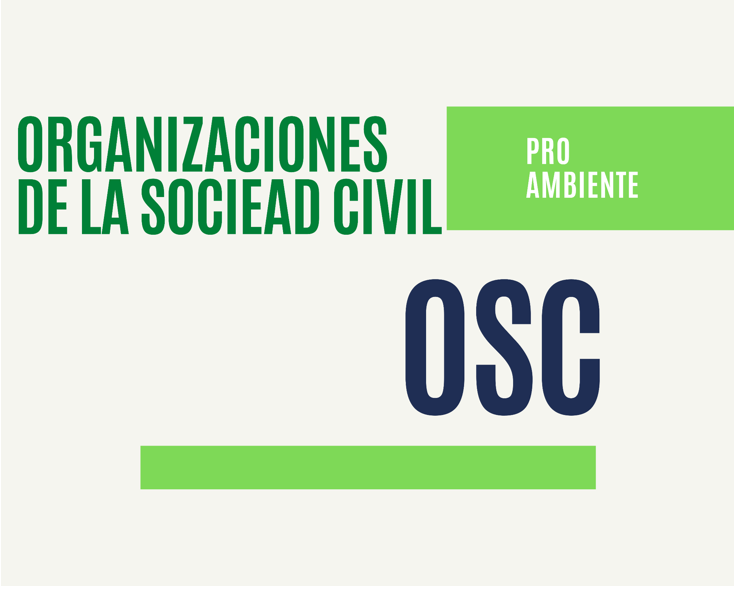 ORGANIZACIONES
DE LA SOCIEAD CIVIL
PRO
AMBIENTE
OSC